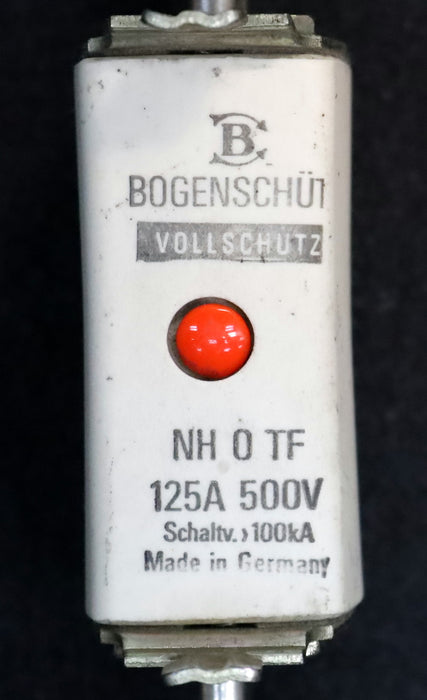 B
BOGENSCHÜT
VOLLSCHUTZ
NH 0 TF
125A 500V
Schaltv. >100kA
Made in Germany